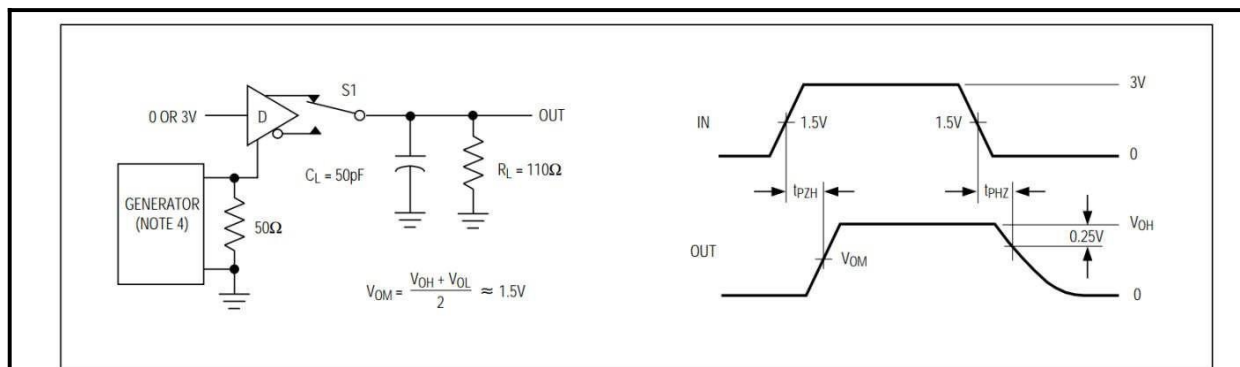 S1
0 OR 3V
D
OUT
C_L = 50pF
R_L = 110Ω
GENERATOR
(NOTE 4)
50Ω
V_OM = (V_OH + V_OL) / 2 ≈ 1.5V
3V
IN
1.5V
1.5V
0
t_PZH
t_PHZ
V_OH
0.25V
OUT
V_OM
0